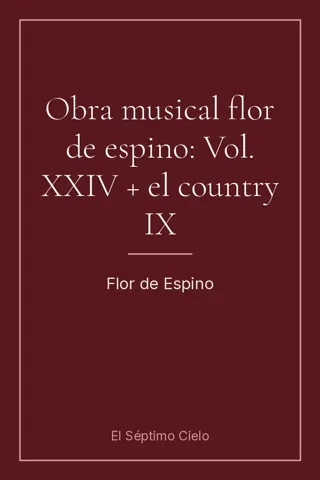 Obra musical flor
de espino: Vol.
XXIV + el country
IX
Flor de Espino
El Séptimo Cielo